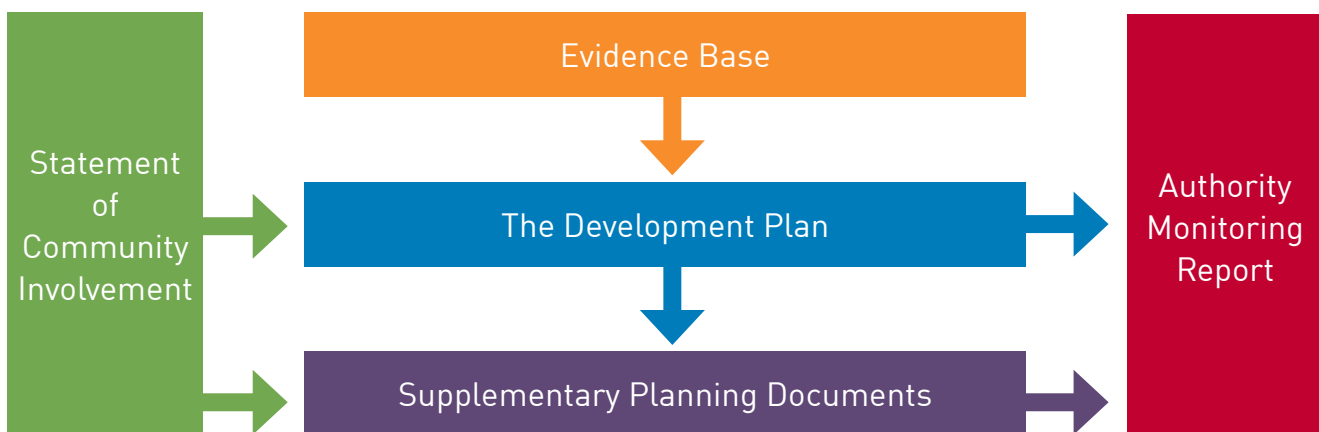 Statement
of
Community
Involvement
Evidence Base
The Development Plan
Supplementary Planning Documents
Authority
Monitoring
Report